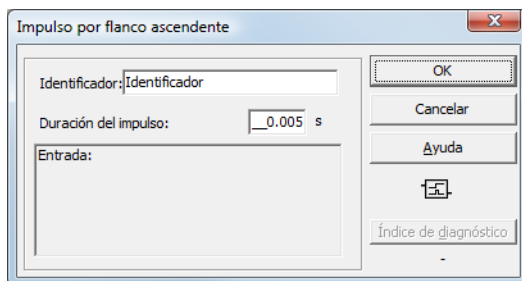 Impulso por flanco ascendente
Identificador: Identificador
Duración del impulso: __0.005 s
Entrada:
OK
Cancelar
Ayuda
Índice de diagnóstico
-